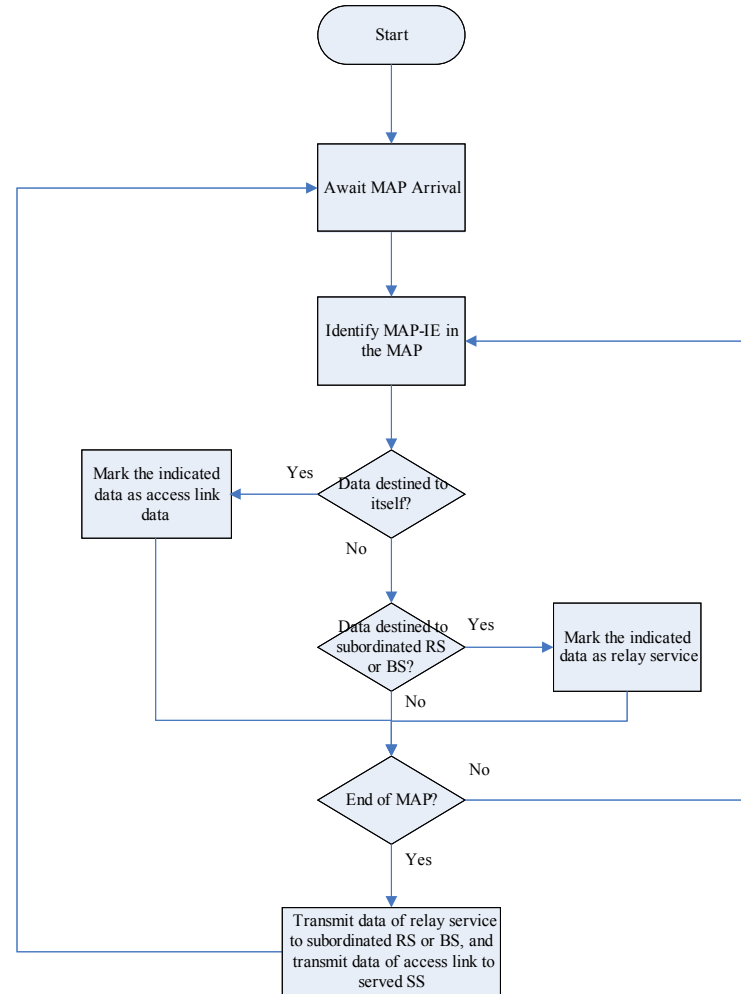 Start
Await MAP Arrival
Identify MAP-IE in
the MAP
Yes
Mark the indicated
data as access link
data
Data destined to
itself?
No
Data destined to
subordinated RS
or BS?
Yes
Mark the indicated
data as relay service
No
End of MAP?
No
Yes
Transmit data of relay service
to subordinated RS or BS, and
transmit data of access link to
served SS